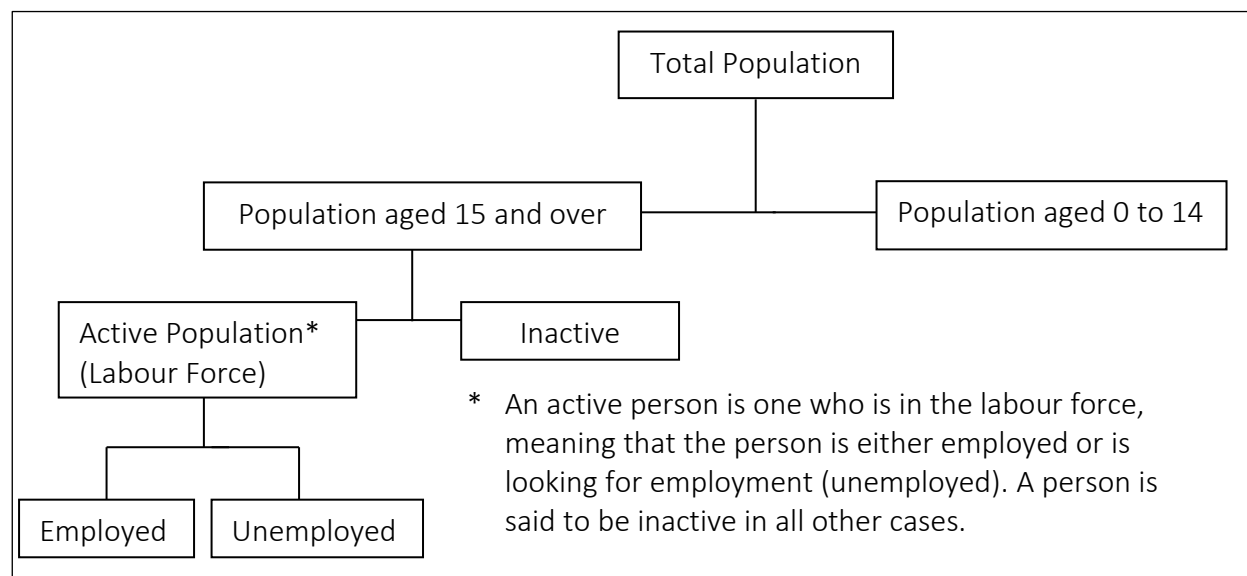 Total Population
Population aged 15 and over
Population aged 0 to 14
Active Population*
(Labour Force)
Inactive
* An active person is one who is in the labour force,
meaning that the person is either employed or is
looking for employment (unemployed). A person is
said to be inactive in all other cases.
Employed
Unemployed